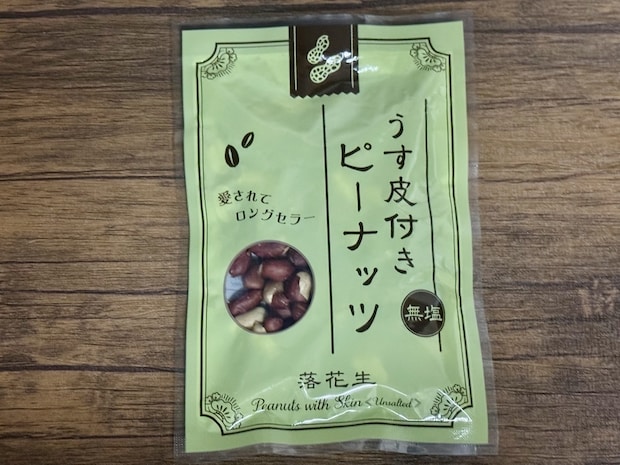 うす皮付き
ピーナッツ
無塩
愛されて
ロングセラー
落花生
Peanuts with Skin <Unsalted>